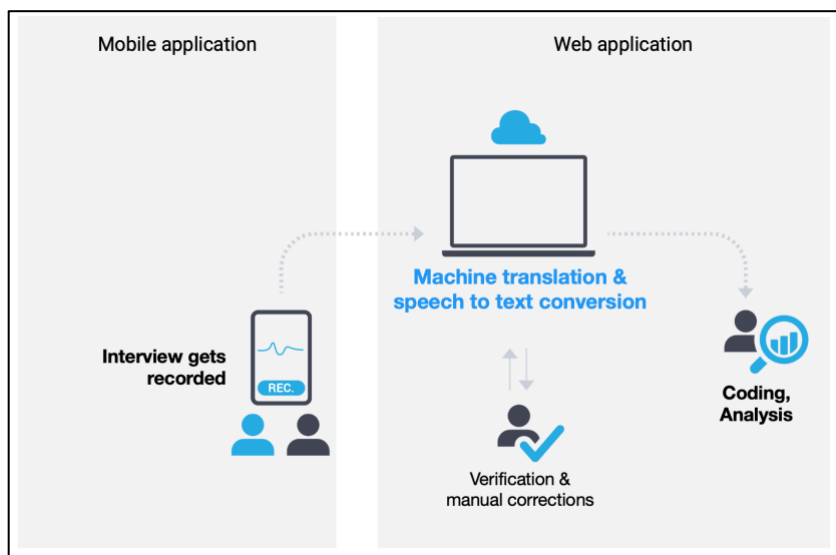 Mobile application
Web application
Machine translation &
speech to text conversion
Interview gets
recorded
REC.
Coding,
Analysis
Verification &
manual corrections